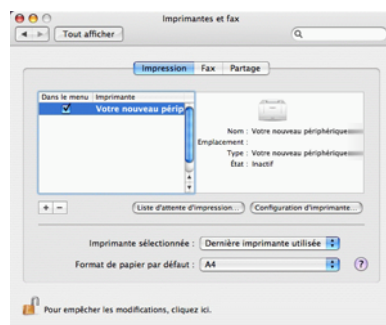 Imprimantes et fax
Tout afficher
Impression Fax Partage
Dans le menu Imprimante
Votre nouveau périp
Nom : Votre nouveau périphérique
Emplacement :
Type : Votre nouveau périphérique
État : Inactif
+ −
Liste d'attente d'impression... Configuration d'imprimante...
Imprimante sélectionnée : Dernière imprimante utilisée
Format de papier par défaut : A4 ?
Pour empêcher les modifications, cliquez ici.